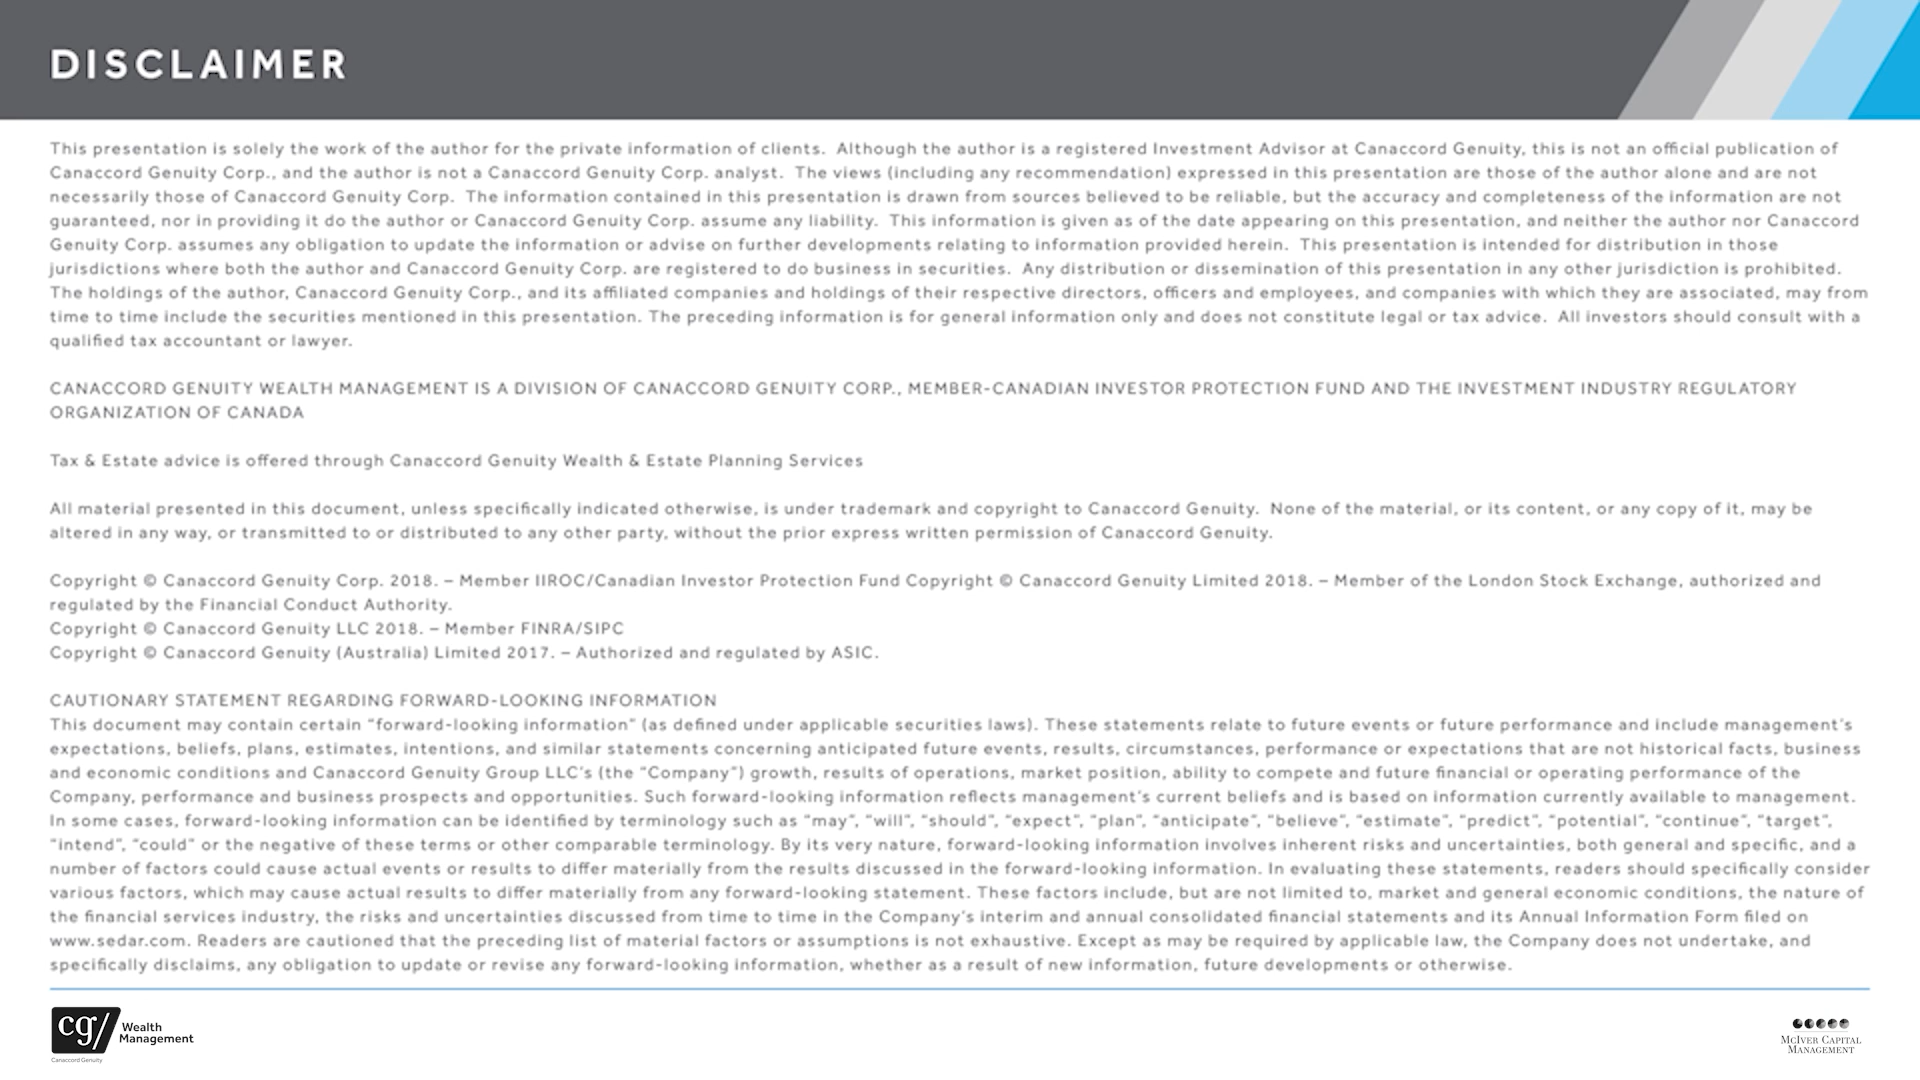 DISCLAIMER
This presentation is solely the work of the author for the private information of clients.  Although the author is a registered Investment Advisor at Canaccord Genuity, this is not an official publication of
Canaccord Genuity Corp., and the author is not a Canaccord Genuity Corp. analyst.  The views (including any recommendation) expressed in this presentation are those of the author alone and are not
necessarily those of Canaccord Genuity Corp.  The information contained in this presentation is drawn from sources believed to be reliable, but the accuracy and completeness of the information are not
guaranteed, nor in providing it do the author or Canaccord Genuity Corp. assume any liability.  This information is given as of the date appearing on this presentation, and neither the author nor Canaccord
Genuity Corp. assumes any obligation to update the information or advise on further developments relating to information provided herein.  This presentation is intended for distribution in those
jurisdictions where both the author and Canaccord Genuity Corp. are registered to do business in securities.  Any distribution or dissemination of this presentation in any other jurisdiction is prohibited.
The holdings of the author, Canaccord Genuity Corp., and its affiliated companies and holdings of their respective directors, officers and employees, and companies with which they are associated, may from
time to time include the securities mentioned in this presentation. The preceding information is for general information only and does not constitute legal or tax advice.  All investors should consult with a
qualified tax accountant or lawyer.
CANACCORD GENUITY WEALTH MANAGEMENT IS A DIVISION OF CANACCORD GENUITY CORP., MEMBER-CANADIAN INVESTOR PROTECTION FUND AND THE INVESTMENT INDUSTRY REGULATORY
ORGANIZATION OF CANADA
Tax & Estate advice is offered through Canaccord Genuity Wealth & Estate Planning Services
All material presented in this document, unless specifically indicated otherwise, is under trademark and copyright to Canaccord Genuity.  None of the material, or its content, or any copy of it, may be
altered in any way, or transmitted to or distributed to any other party, without the prior express written permission of Canaccord Genuity.
Copyright © Canaccord Genuity Corp. 2018. – Member IIROC/Canadian Investor Protection Fund Copyright © Canaccord Genuity Limited 2018. – Member of the London Stock Exchange, authorized and
regulated by the Financial Conduct Authority.
Copyright © Canaccord Genuity LLC 2018. – Member FINRA/SIPC
Copyright © Canaccord Genuity (Australia) Limited 2017. – Authorized and regulated by ASIC.
CAUTIONARY STATEMENT REGARDING FORWARD-LOOKING INFORMATION
This document may contain certain “forward-looking information” (as defined under applicable securities laws). These statements relate to future events or future performance and include management’s
expectations, beliefs, plans, estimates, intentions, and similar statements concerning anticipated future events, results, circumstances, performance or expectations that are not historical facts, business
and economic conditions and Canaccord Genuity Group LLC’s (the “Company”) growth, results of operations, market position, ability to compete and future financial or operating performance of the
Company, performance and business prospects and opportunities. Such forward-looking information reflects management’s current beliefs and is based on information currently available to management.
In some cases, forward-looking information can be identified by terminology such as “may”, “will”, “should”, “expect”, “plan”, “anticipate”, “believe”, “estimate”, “predict”, “potential”, “continue”, “target”,
“intend”, “could” or the negative of these terms or other comparable terminology. By its very nature, forward-looking information involves inherent risks and uncertainties, both general and specific, and a
number of factors could cause actual events or results to differ materially from the results discussed in the forward-looking information. In evaluating these statements, readers should specifically consider
various factors, which may cause actual results to differ materially from any forward-looking statement. These factors include, but are not limited to, market and general economic conditions, the nature of
the financial services industry, the risks and uncertainties discussed from time to time in the Company’s interim and annual consolidated financial statements and its Annual Information Form filed on
www.sedar.com. Readers are cautioned that the preceding list of material factors or assumptions is not exhaustive. Except as may be required by applicable law, the Company does not undertake, and
specifically disclaims, any obligation to update or revise any forward-looking information, whether as a result of new information, future developments or otherwise.
cg/ Wealth
Management
Canaccord Genuity
MCIVER CAPITAL
MANAGEMENT